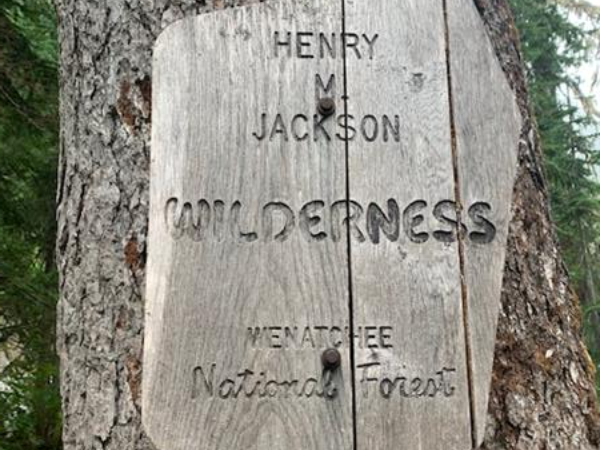 HENRY
M.
JACKSON
WILDERNESS
WENATCHEE
National Forest